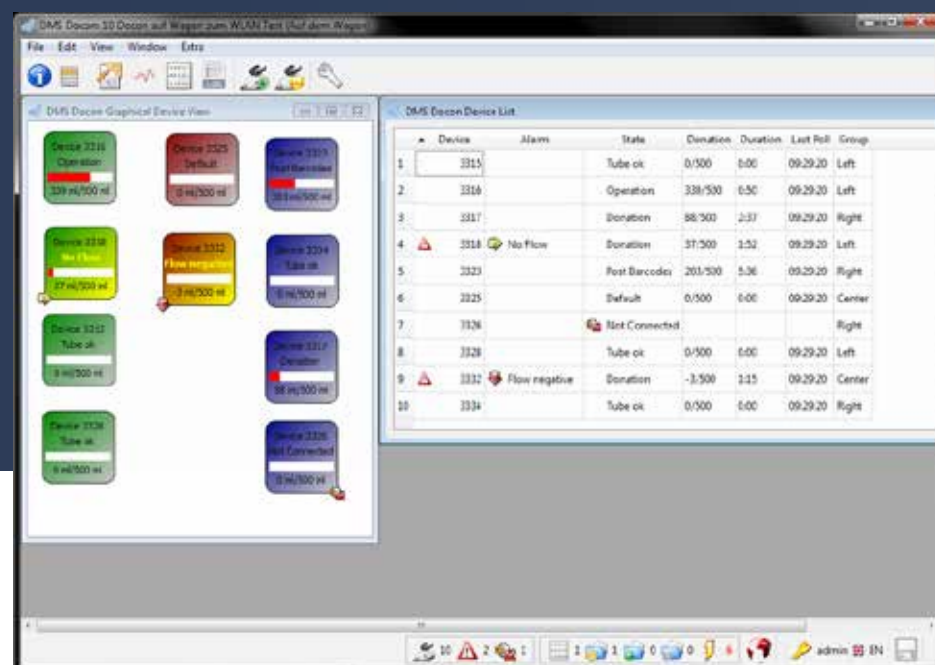 DMS Docom 10 Docon auf Wagen zum WLAN Test (Auf dem Wagen)
File Edit View Window Extra
DMS Docon Graphical Device View
Device 3316
Operation
339 ml/500 ml
Device 3325
Default
0 ml/500 ml
Device 3323
Post Barcodes
203 ml/500 ml
Device 3318
No Flow
37 ml/500 ml
Device 3332
Flow negative
-3 ml/500 ml
Device 3334
Tube ok
0 ml/500 ml
Device
Tube ok
0 ml/500 ml
Device 3317
Donation
88 ml/500 ml
Device 3328
Tube ok
0 ml/500 ml
Device 3326
Not Connected
0 ml/500 ml
DMS Docon Device List
Device Alarm State Donation Duration Last Poll Group
1 3315 Tube ok 0/500 0:00 09:29:20 Left
2 3316 Operation 339/500 0:50 09:29:20 Left
3 3317 Donation 88/500 2:37 09:29:20 Right
4 3318 No Flow Donation 37/500 1:52 09:29:20 Left
5 3323 Post Barcodes 203/500 5:36 09:29:20 Right
6 3325 Default 0/500 0:00 09:29:20 Center
7 3326 Not Connected Right
8 3328 Tube ok 0/500 0:00 09:29:20 Left
9 3332 Flow negative Donation -3/500 1:15 09:29:20 Center
10 3334 Tube ok 0/500 0:00 09:29:20 Right
10 2 1 1 1 0 0 admin EN